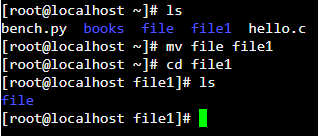 [root@localhost ~]# ls
bench.py  books  file  file1  hello.c
[root@localhost ~]# mv file file1
[root@localhost ~]# cd file1
[root@localhost file1]# ls
file
[root@localhost file1]#